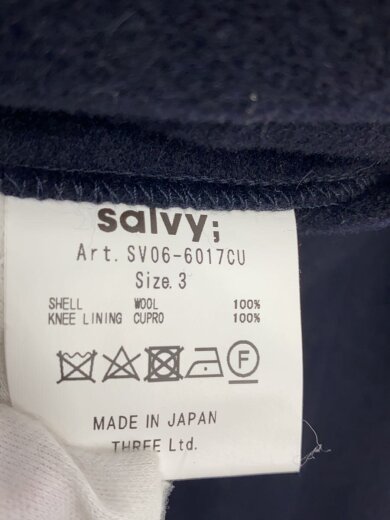 salvy;
Art. SV06-6017CU
Size. 3
SHELL WOOL 100%
KNEE LINING CUPRO 100%
F
MADE IN JAPAN
THREE Ltd.